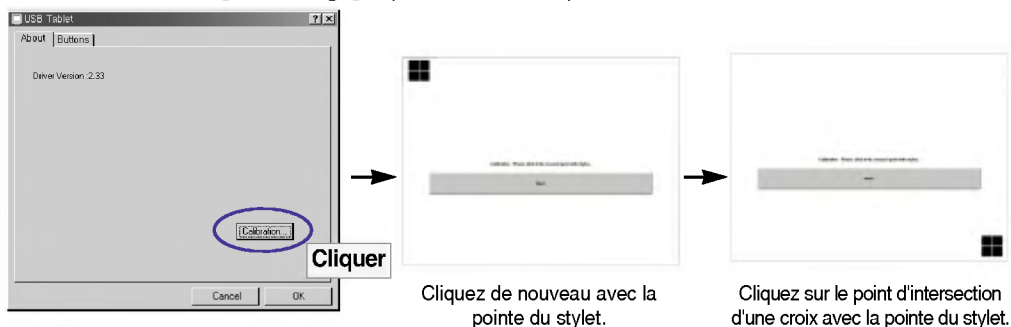 USB Tablet
About Buttons
Driver Version :2.33
Calibration...
Cliquer
Cancel OK
Cliquez de nouveau avec la
pointe du stylet.
Cliquez sur le point d'intersection
d'une croix avec la pointe du stylet.